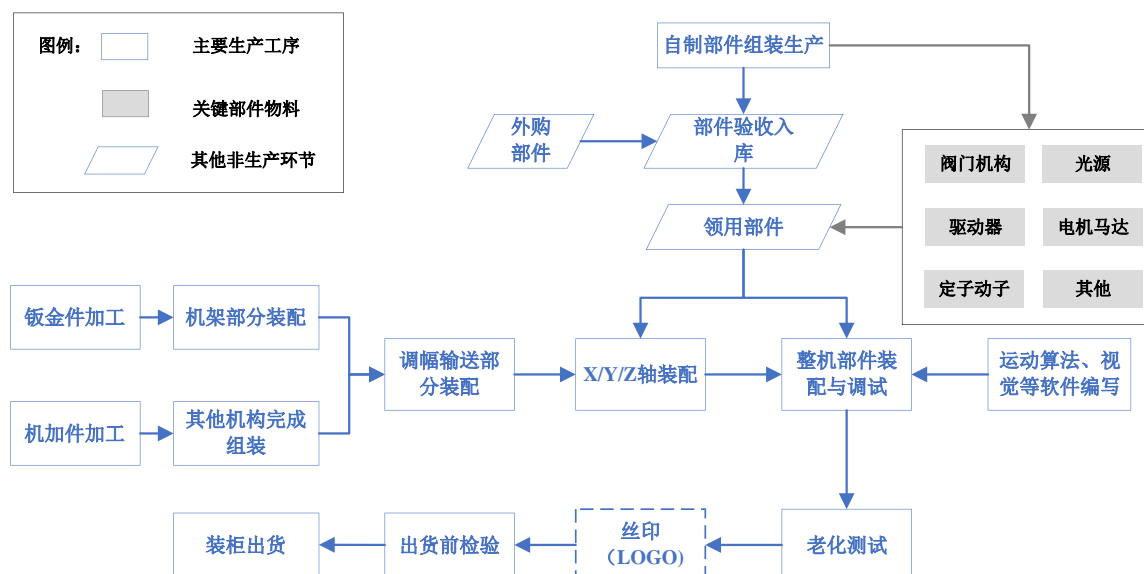 图例：
主要生产工序
关键部件物料
其他非生产环节
自制部件组装生产
外购
部件
部件验收入
库
领用部件
阀门机构
光源
驱动器
电机马达
定子动子
其他
钣金件加工
机架部分装配
机加件加工
其他机构完成
组装
调幅输送部
分装配
X/Y/Z轴装配
整机部件装
配与调试
运动算法、视
觉等软件编写
老化测试
丝印
（LOGO)
出货前检验
装柜出货